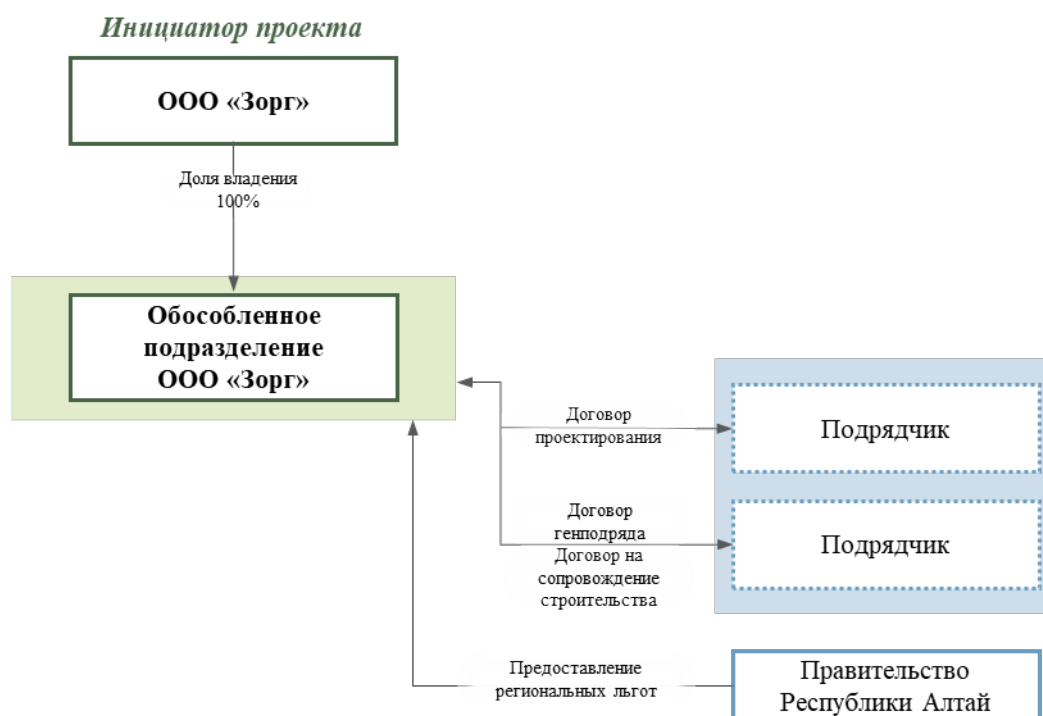 Инициатор проекта
ООО «Зорг»
Доля владения
100%
Обособленное
подразделение
ООО «Зорг»
Договор
проектирования
Подрядчик
Договор
генподряда
Договор на
сопровождение
строительства
Подрядчик
Предоставление
региональных льгот
Правительство
Республики Алтай